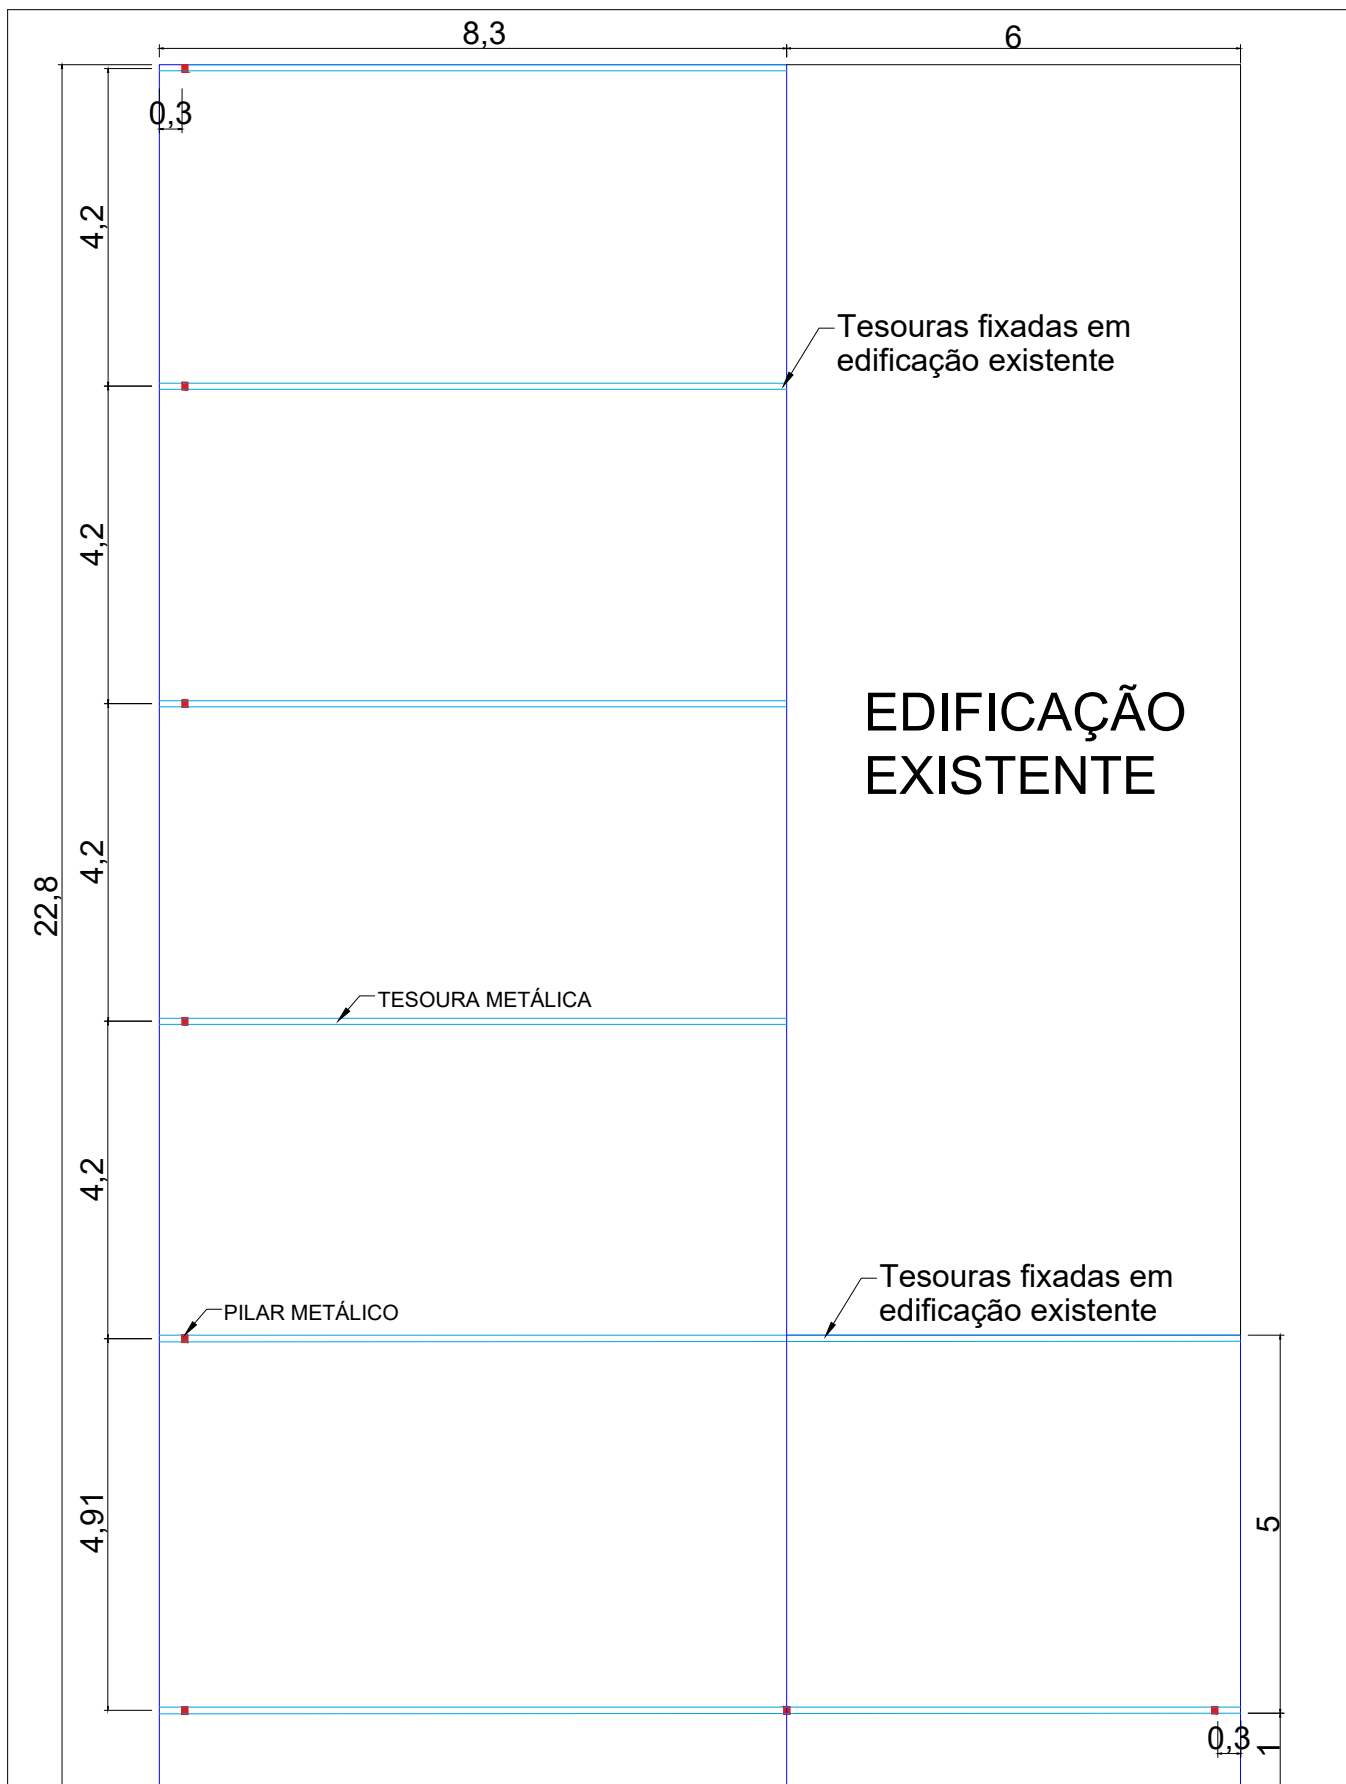 8,3
6
0,3
4,2
Tesouras fixadas em
edificação existente
4,2
EDIFICAÇÃO
EXISTENTE
4,2
22,8
TESOURA METÁLICA
4,2
Tesouras fixadas em
edificação existente
PILAR METÁLICO
4,91
5
0,3
1